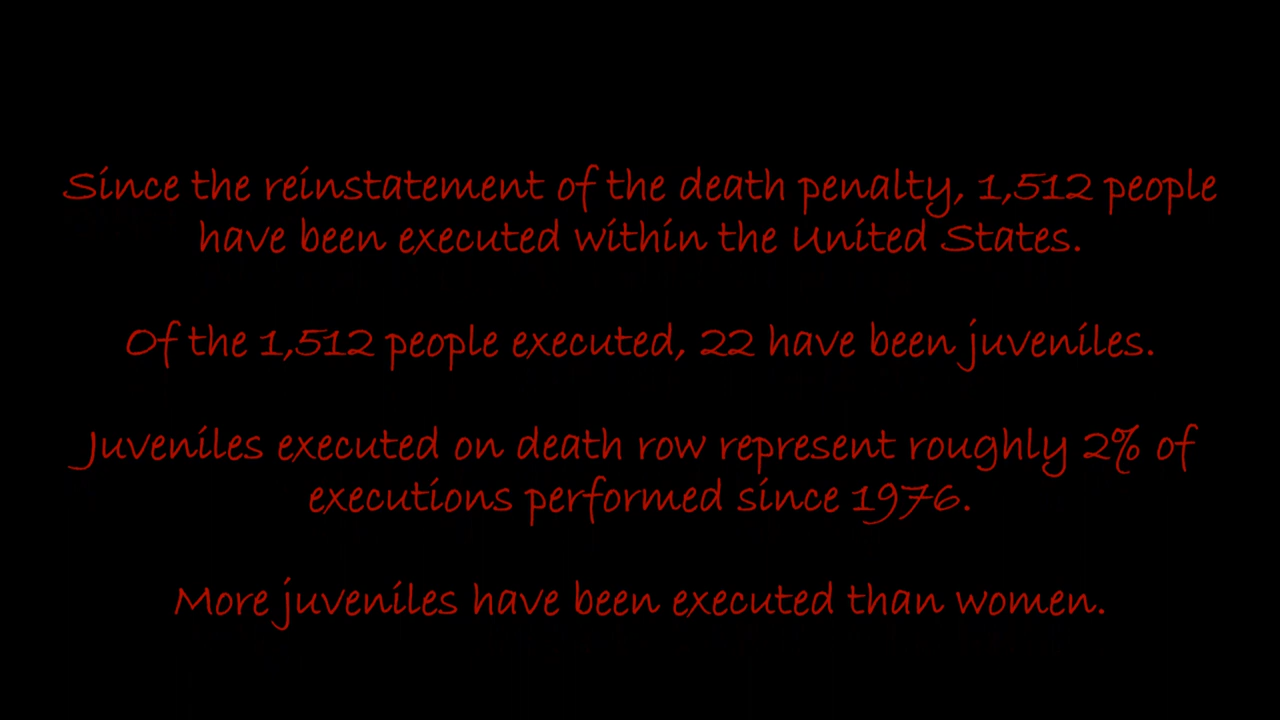 Since the reinstatement of the death penalty, 1,512 people
have been executed within the United States.
Of the 1,512 people executed, 22 have been juveniles.
Juveniles executed on death row represent roughly 2% of
executions performed since 1976.
More juveniles have been executed than women.